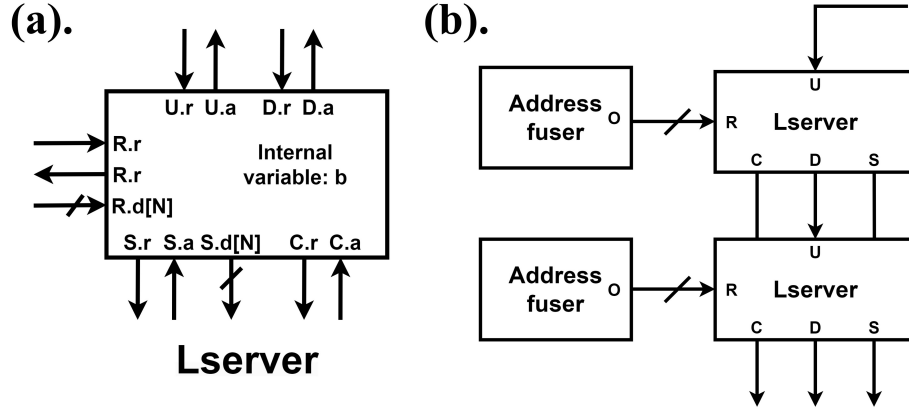 (a).
U.r U.a D.r D.a
R.r
R.r
R.d[N]
Internal
variable: b
S.r S.a S.d[N] C.r C.a
Lserver
(b).
Address
fuser
O
U
R
Lserver
C D S
Address
fuser
O
U
R
Lserver
C D S